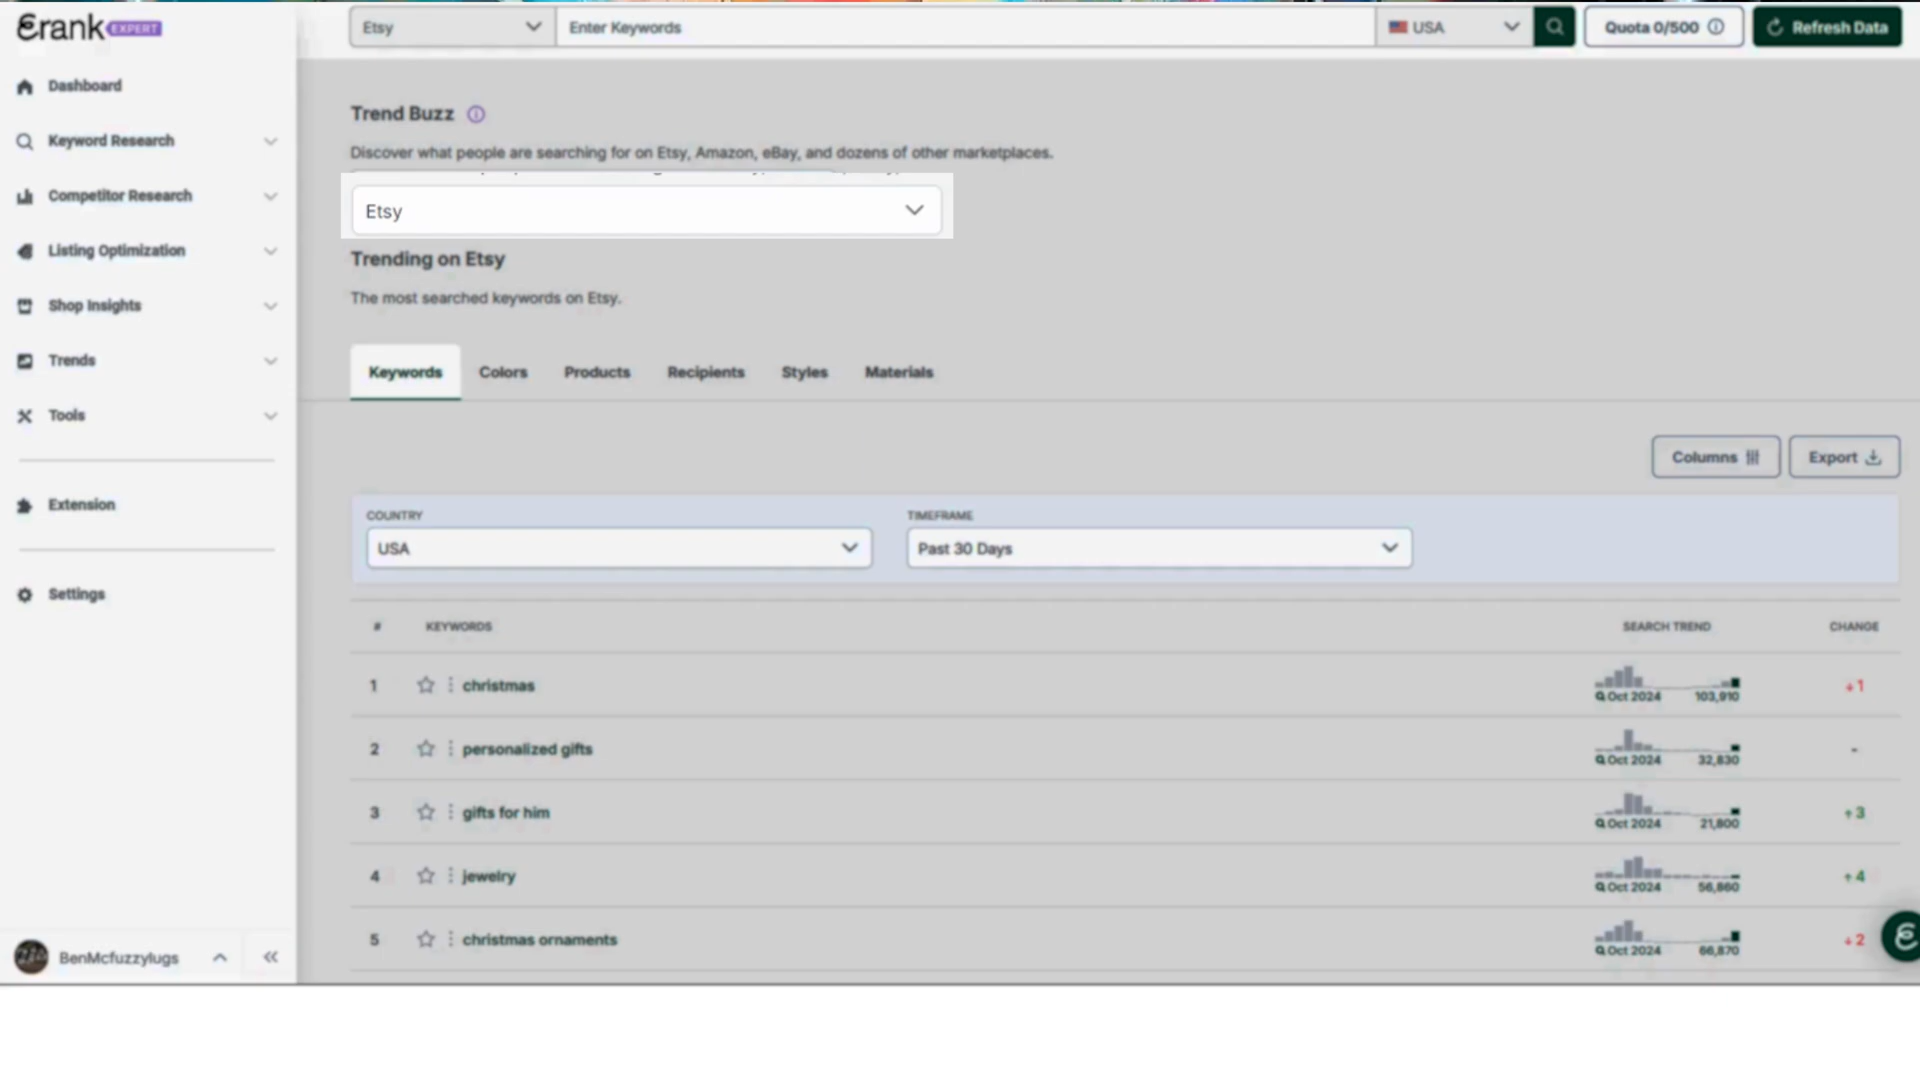 erank EXPERT
Etsy
Enter Keywords
USA
Quota 0/500
Refresh Data
Dashboard
Keyword Research
Competitor Research
Listing Optimization
Shop Insights
Trends
Tools
Extension
Settings
BenMcfuzzylugs
Trend Buzz
Discover what people are searching for on Etsy, Amazon, eBay, and dozens of other marketplaces.
Etsy
Trending on Etsy
The most searched keywords on Etsy.
Keywords Colors Products Recipients Styles Materials
Columns Export
COUNTRY TIMEFRAME
USA Past 30 Days
# KEYWORDS SEARCH TREND CHANGE
1 christmas Oct 2024 103,910 ↓1
2 personalized gifts Oct 2024 32,830 -
3 gifts for him Oct 2024 21,800 ↑3
4 jewelry Oct 2024 56,860 ↑4
5 christmas ornaments Oct 2024 66,870 ↓2